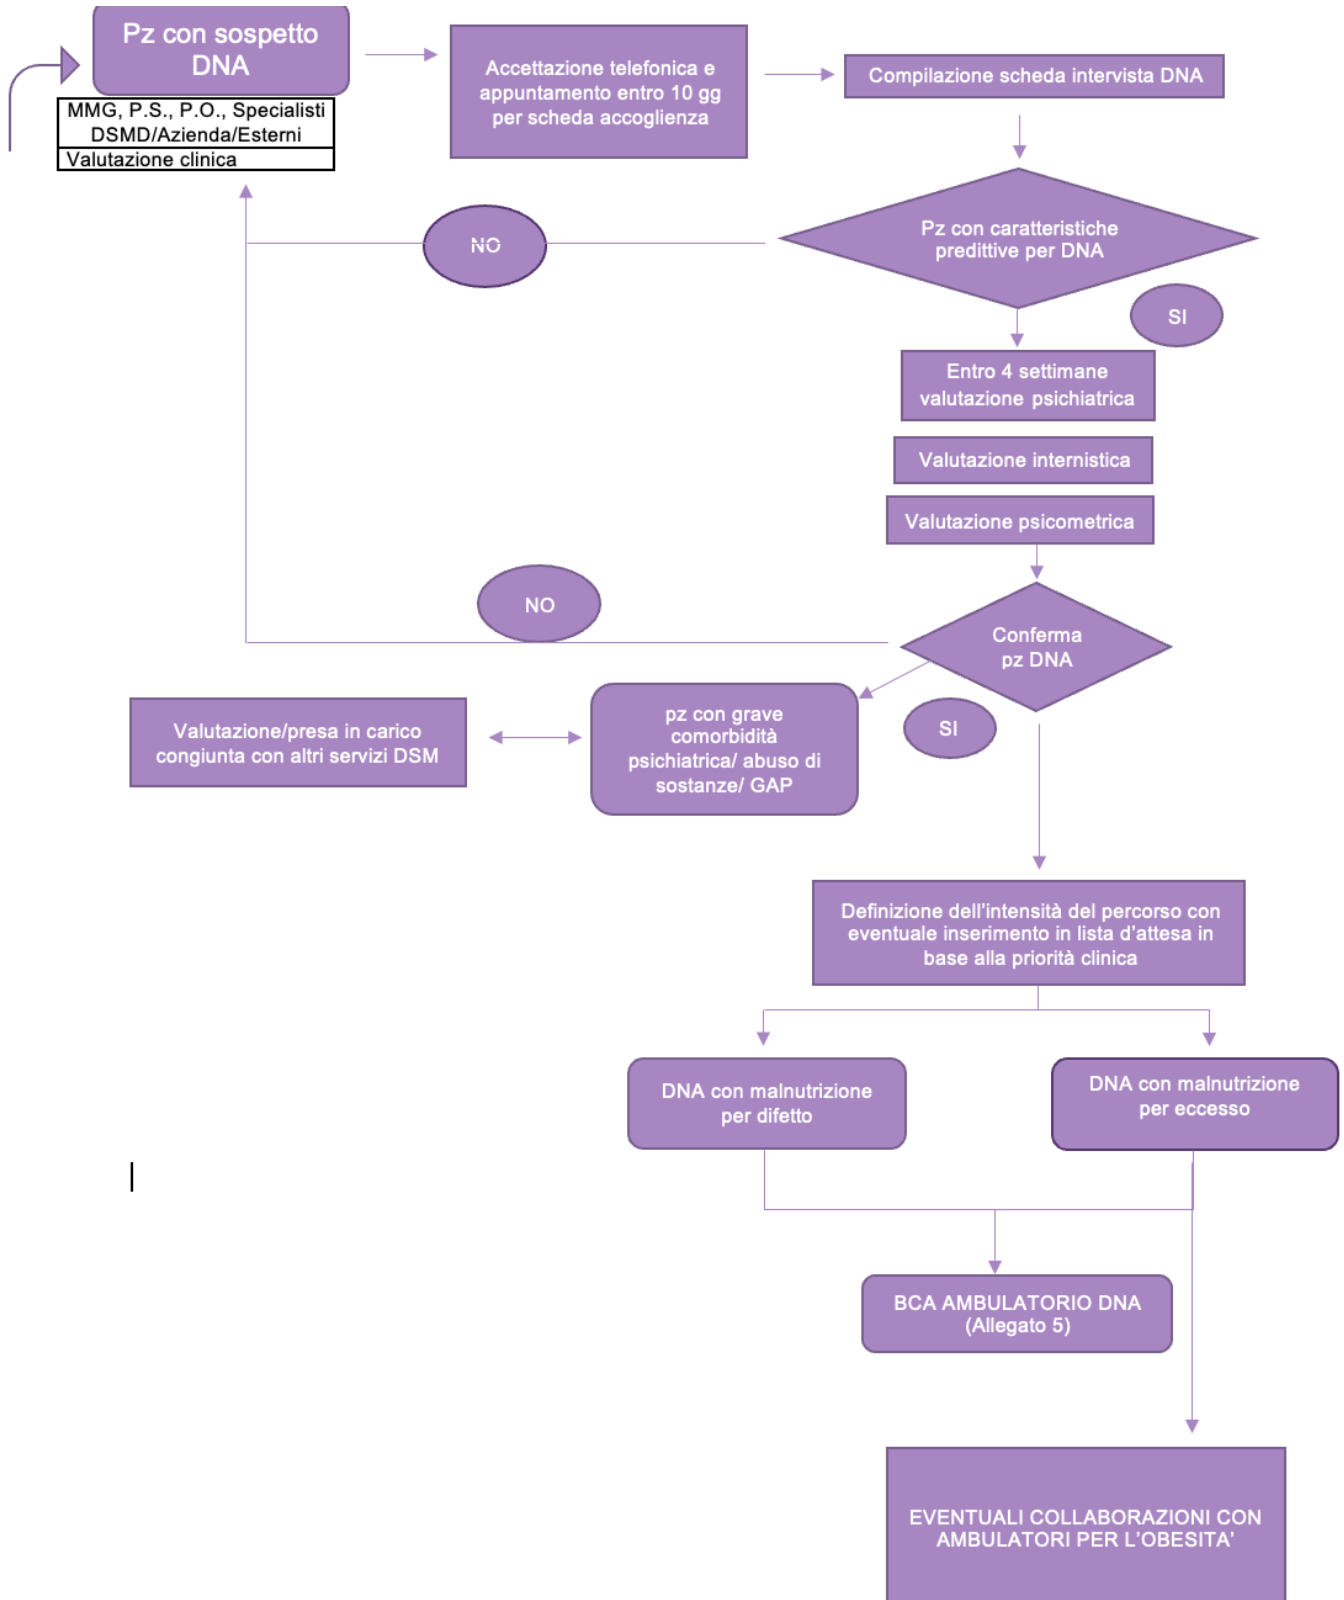 Pz con sospetto
DNA
MMG, P.S., P.O., Specialisti
DSMD/Azienda/Esterni
Valutazione clinica
Accettazione telefonica e
appuntamento entro 10 gg
per scheda accoglienza
Compilazione scheda intervista DNA
Pz con caratteristiche
predittive per DNA
NO
SI
Entro 4 settimane
valutazione psichiatrica
Valutazione internistica
Valutazione psicometrica
NO
Conferma
pz DNA
SI
pz con grave
comorbidità
psichiatrica/ abuso di
sostanze/ GAP
Valutazione/presa in carico
congiunta con altri servizi DSM
Definizione dell'intensità del percorso con
eventuale inserimento in lista d'attesa in
base alla priorità clinica
DNA con malnutrizione
per difetto
DNA con malnutrizione
per eccesso
BCA AMBULATORIO DNA
(Allegato 5)
EVENTUALI COLLABORAZIONI CON
AMBULATORI PER L'OBESITA'